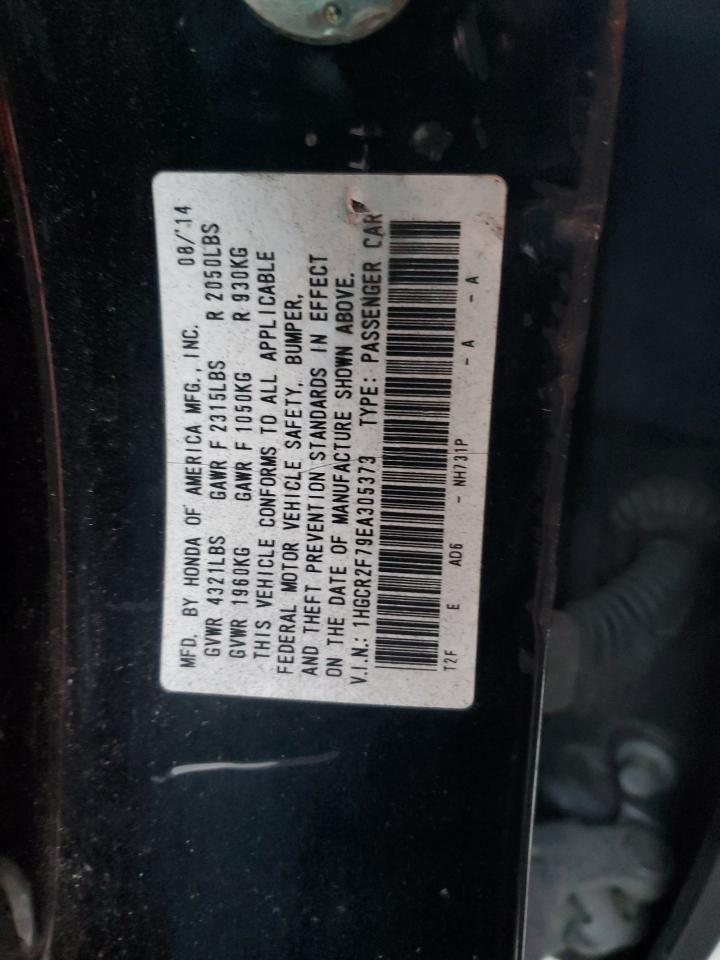 MFD. BY HONDA OF AMERICA MFG., INC. 08/'14
GVWR 4321LBS GAWR F 2315LBS R 2050LBS
GVWR 1960KG GAWR F 1050KG R 930KG
THIS VEHICLE CONFORMS TO ALL APPLICABLE
FEDERAL MOTOR VEHICLE SAFETY, BUMPER,
AND THEFT PREVENTION STANDARDS IN EFFECT
ON THE DATE OF MANUFACTURE SHOWN ABOVE.
V.I.N.: 1HGCR2F79EA305373 TYPE: PASSENGER CAR
T2F E AD6 - NH731P - A - A